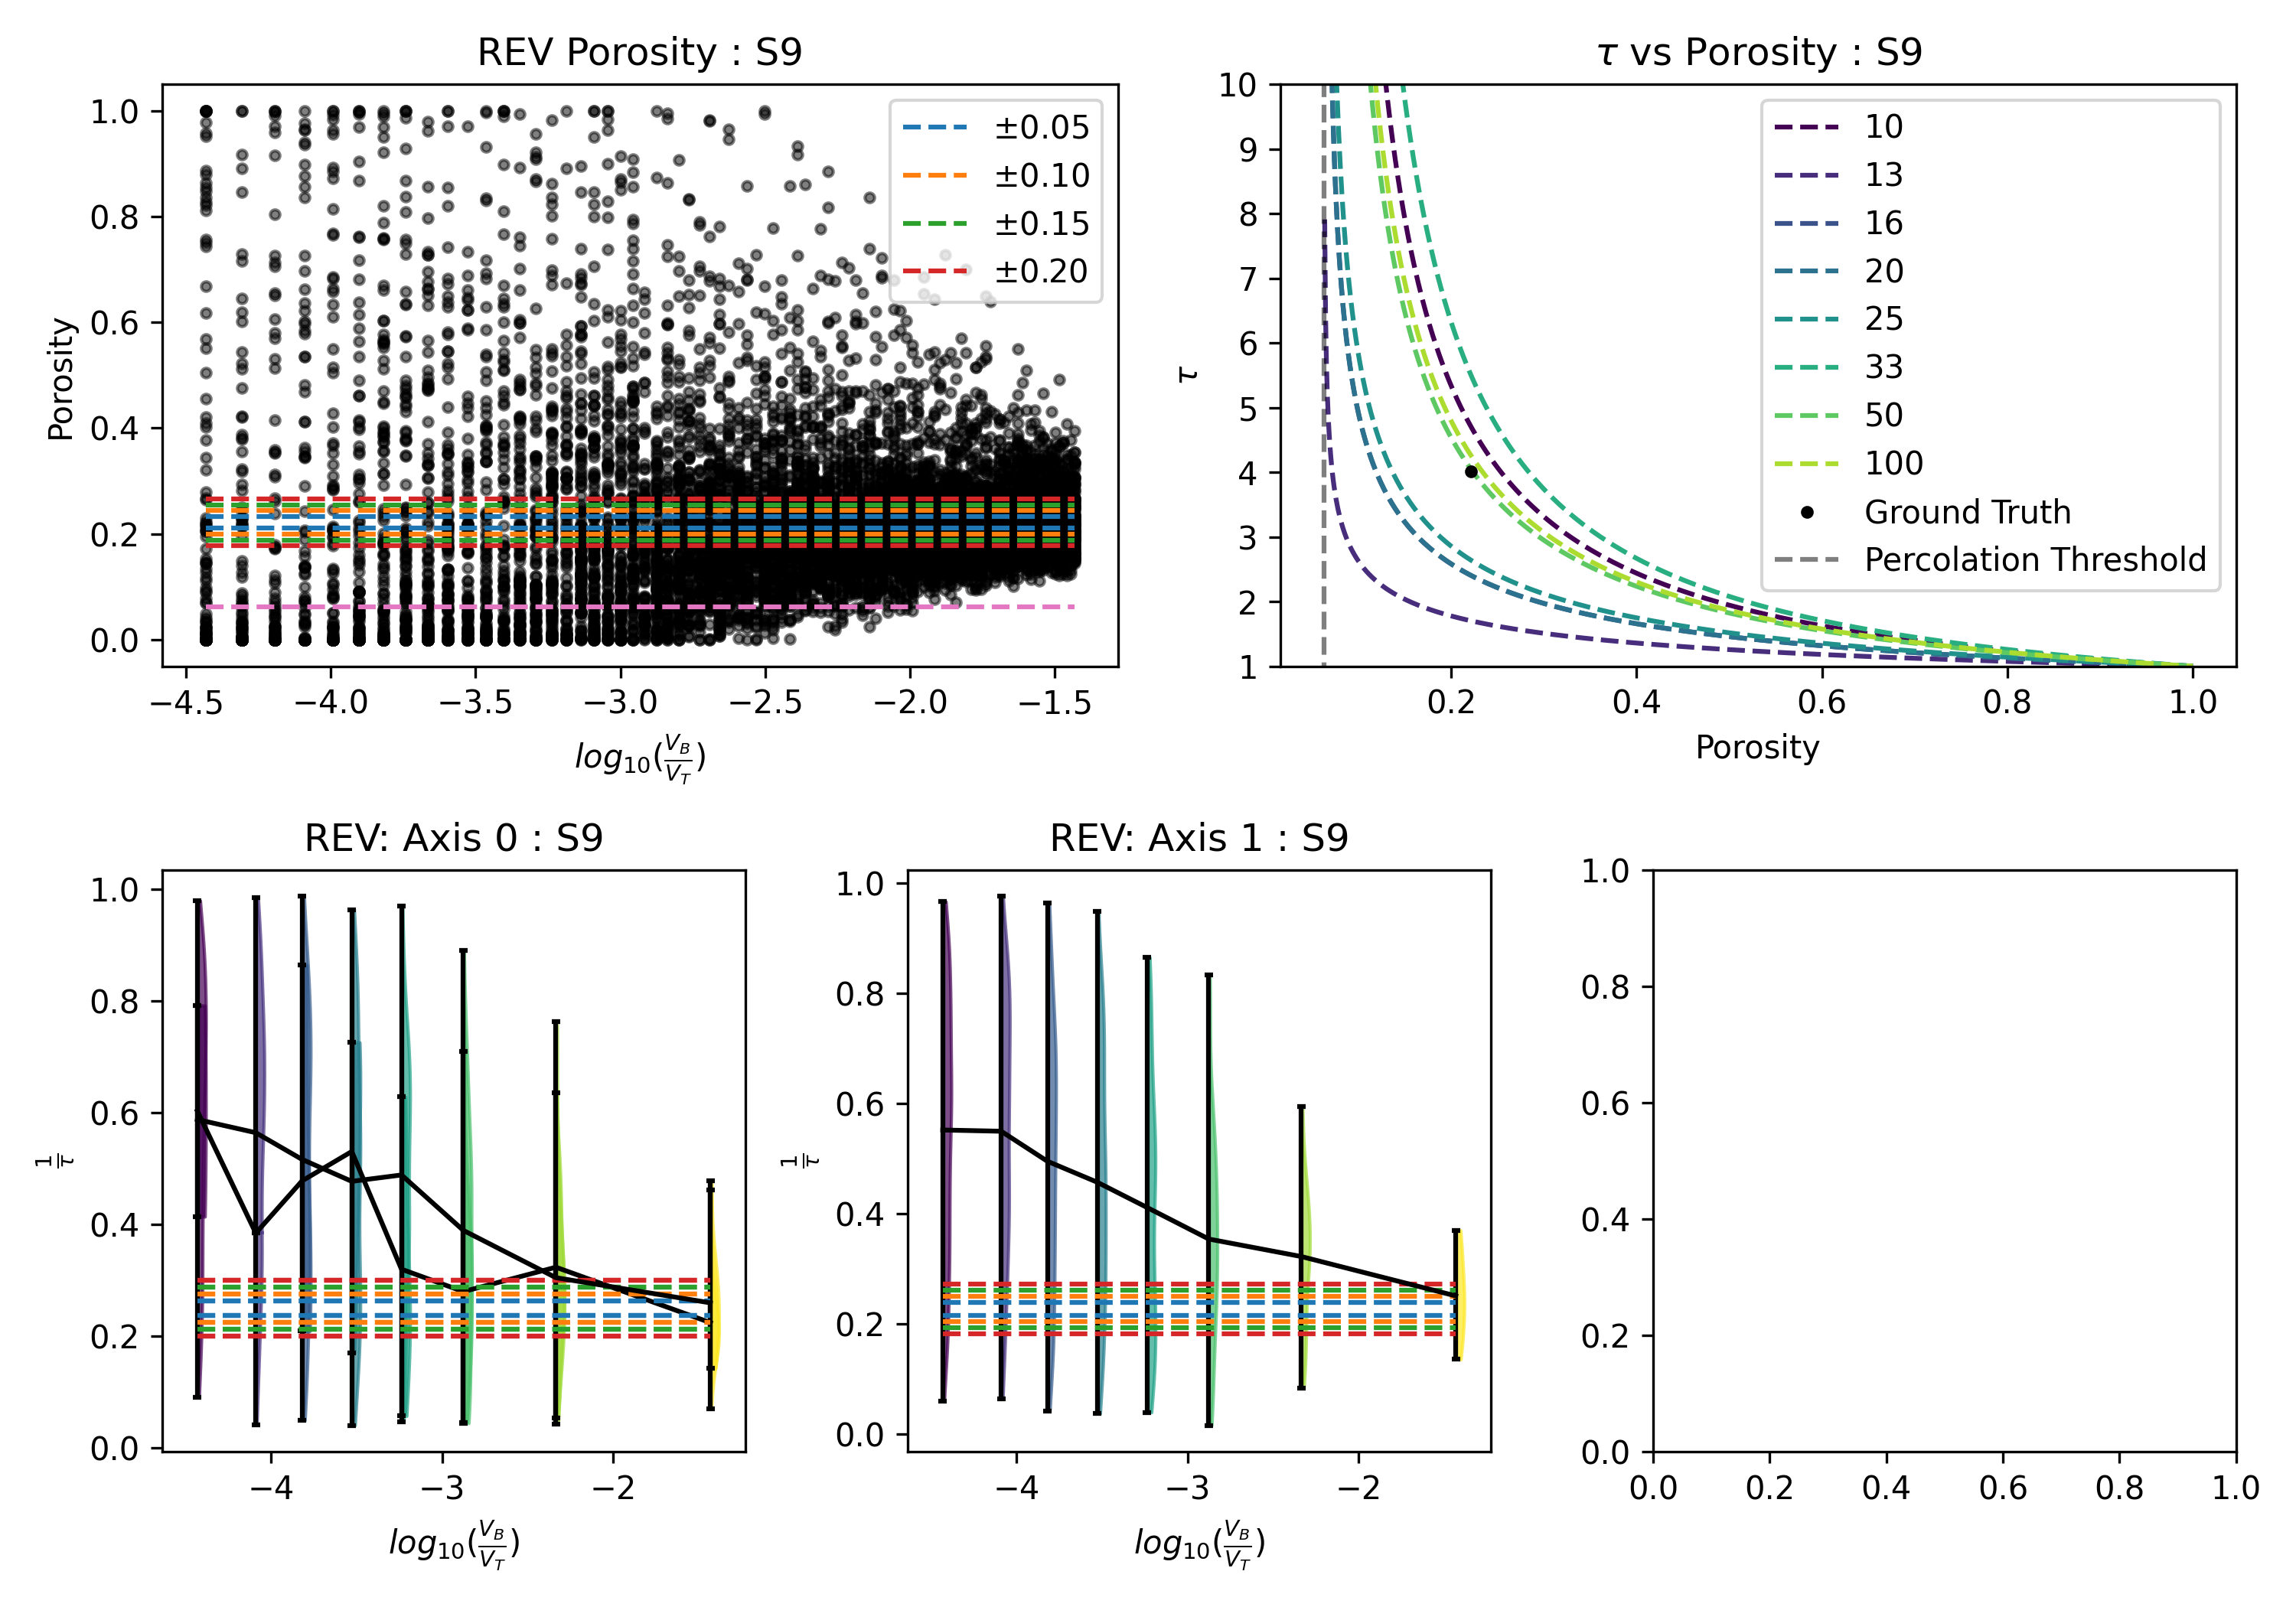 REV Porosity : S9
1.0
0.8
0.6
0.4
0.2
0.0
Porosity
−4.5 −4.0 −3.5 −3.0 −2.5 −2.0 −1.5
log10(VB/VT)
±0.05
±0.10
±0.15
±0.20
τ vs Porosity : S9
10
9
8
7
6
5
4
3
2
1
τ
0.2 0.4 0.6 0.8 1.0
Porosity
10
13
16
20
25
33
50
100
Ground Truth
Percolation Threshold
REV: Axis 0 : S9
1.0
0.8
0.6
0.4
0.2
0.0
1/τ
−4 −3 −2
log10(VB/VT)
REV: Axis 1 : S9
1.0
0.8
0.6
0.4
0.2
0.0
1/τ
−4 −3 −2
log10(VB/VT)
1.0
0.8
0.6
0.4
0.2
0.0
0.0 0.2 0.4 0.6 0.8 1.0